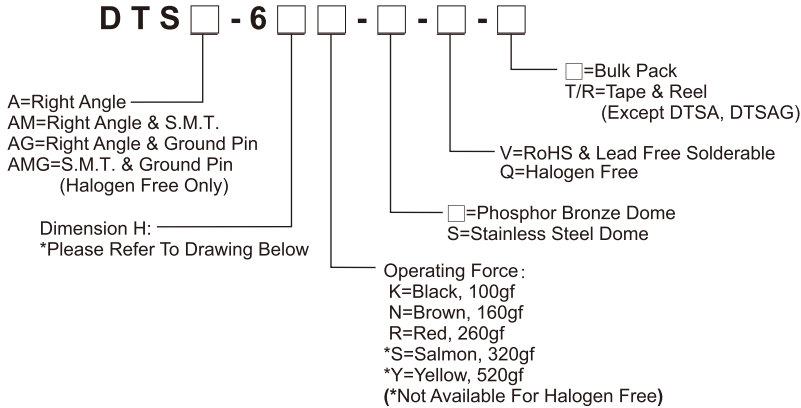 DTS□-6□□-□-□-□
□=Bulk Pack
T/R=Tape & Reel
(Except DTSA, DTSAG)
A=Right Angle
AM=Right Angle & S.M.T.
AG=Right Angle & Ground Pin
AMG=S.M.T. & Ground Pin
(Halogen Free Only)
V=RoHS & Lead Free Solderable
Q=Halogen Free
Dimension H:
*Please Refer To Drawing Below
□=Phosphor Bronze Dome
S=Stainless Steel Dome
Operating Force:
K=Black, 100gf
N=Brown, 160gf
R=Red, 260gf
*S=Salmon, 320gf
*Y=Yellow, 520gf
(*Not Available For Halogen Free)